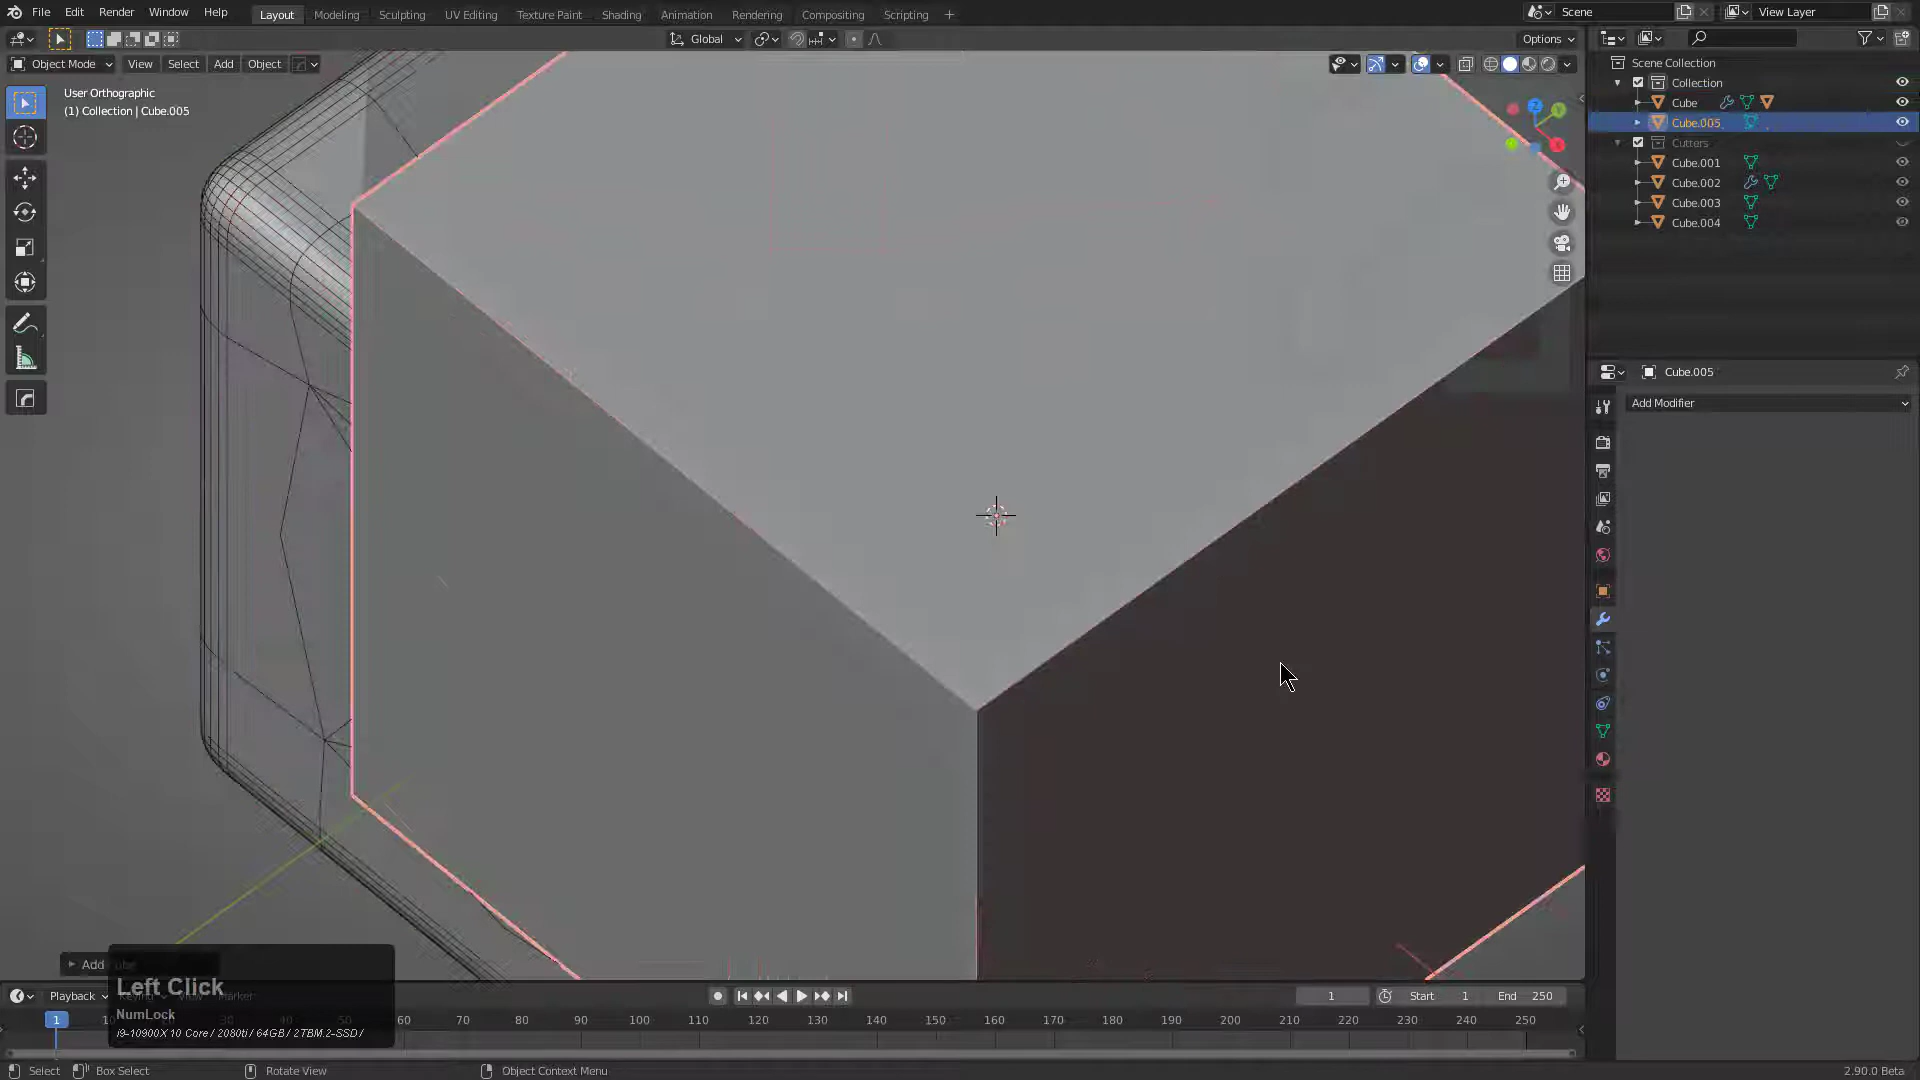 File Edit Render Window Help
Layout Modeling Sculpting UV Editing Texture Paint Shading Animation Rendering Compositing Scripting +
Scene
View Layer
Global
Options
Object Mode View Select Add Object
User Orthographic
(1) Collection | Cube.005
Scene Collection
Collection
Cube
Cube.005
Cutters
Cube.001
Cube.002
Cube.003
Cube.004
Cube.005
Add Modifier
Z
Y
X
Add
Left Click
NumLock
i9-10900X 10 Core / 2080ti / 64GB / 2TBM.2-SSD /
Playback
1
Start 1
End 250
1
60 70 80 90 100 110 120 130 140 150 160 170 180 190 200 210 220 230 240 250
Select
Box Select
Rotate View
Object Context Menu
2.90.0 Beta